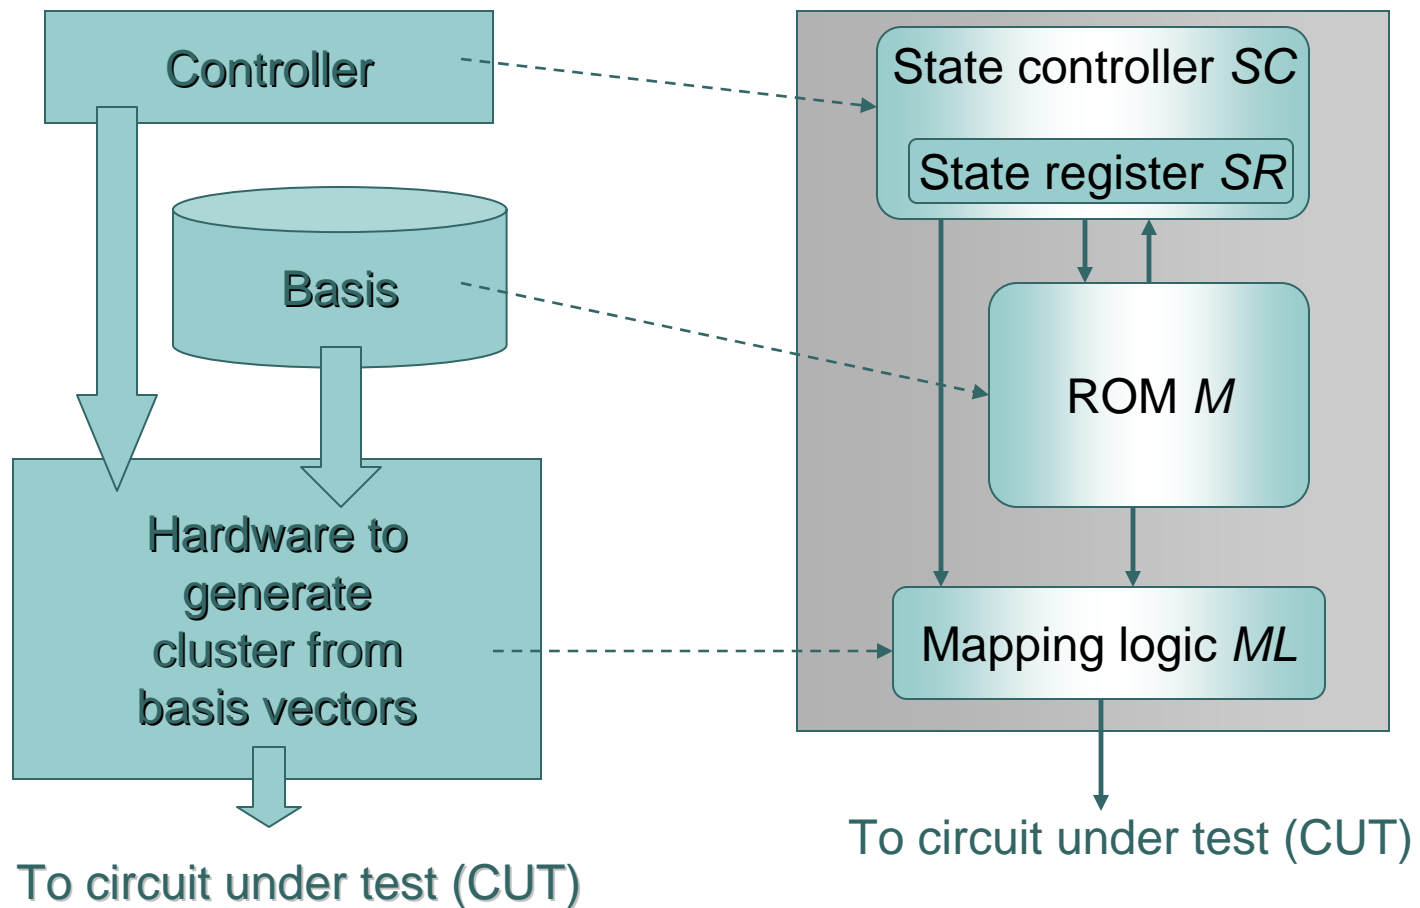 Controller
Basis
Hardware to
generate
cluster from
basis vectors
To circuit under test (CUT)
State controller SC
State register SR
ROM M
Mapping logic ML
To circuit under test (CUT)